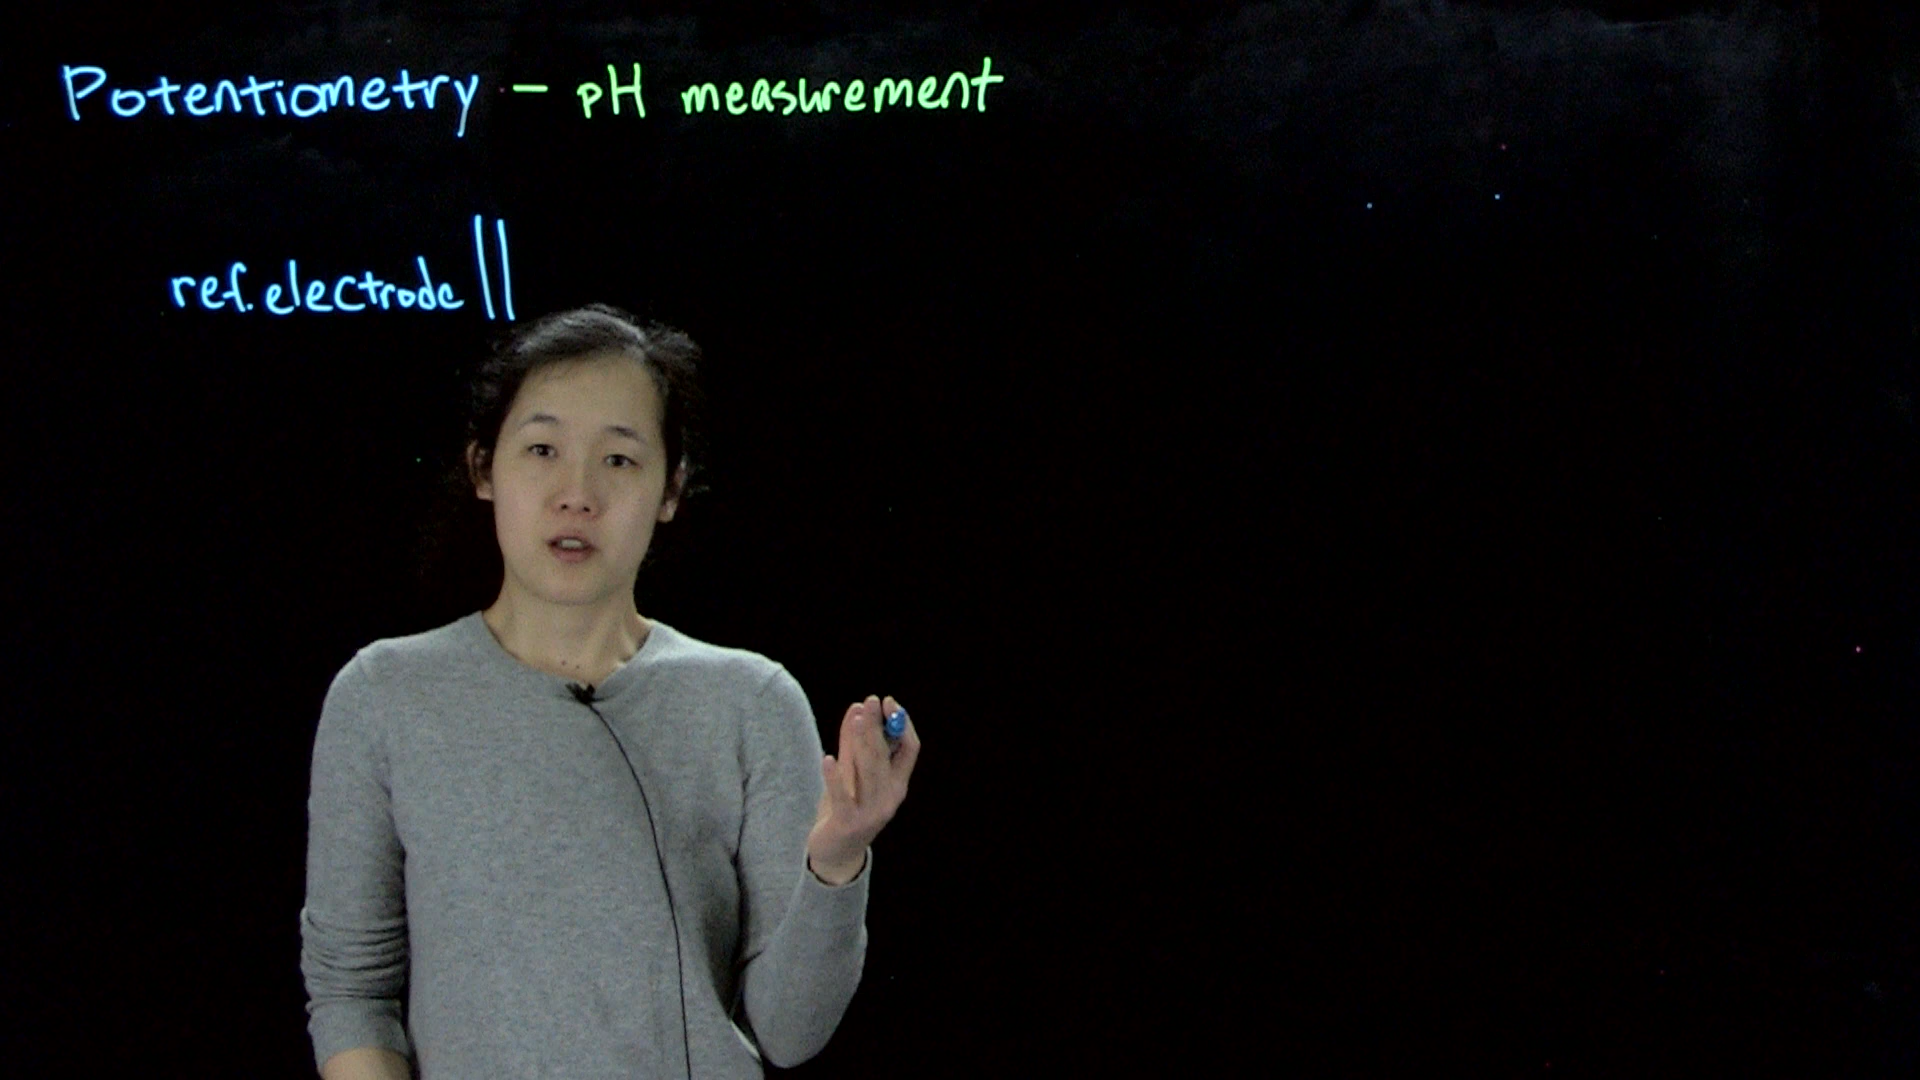 Potentiometry - pH measurement
ref. electrode ||